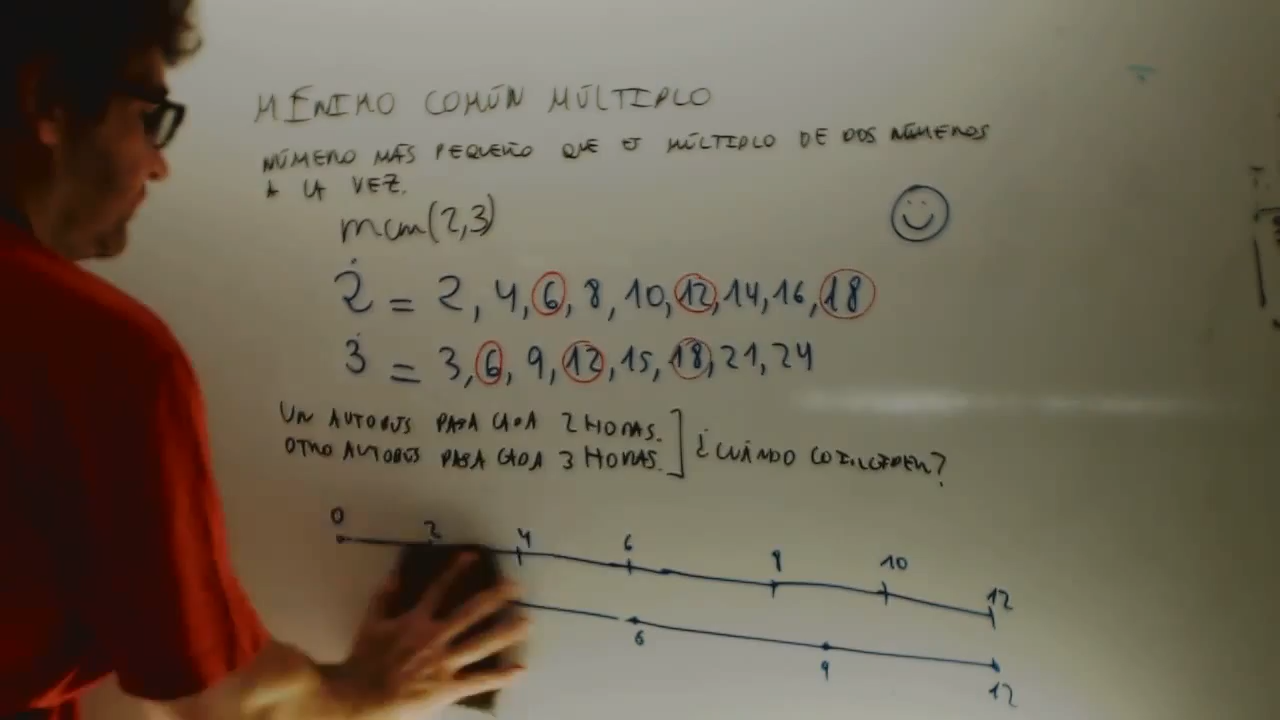 MÍNIMO COMÚN MÚLTIPLO
NÚMERO MÁS PEQUEÑO QUE ES MÚLTIPLO DE DOS NÚMEROS
A LA VEZ.
mcm(2,3)
2̇ = 2, 4, 6, 8, 10, 12, 14, 16, 18
3̇ = 3, 6, 9, 12, 15, 18, 21, 24
UN AUTOBÚS PASA CADA 2 HORAS.
OTRO AUTOBÚS PASA CADA 3 HORAS.
¿CUÁNDO COINCIDEN?
0 2 4 6 8 10 12
6 9 12